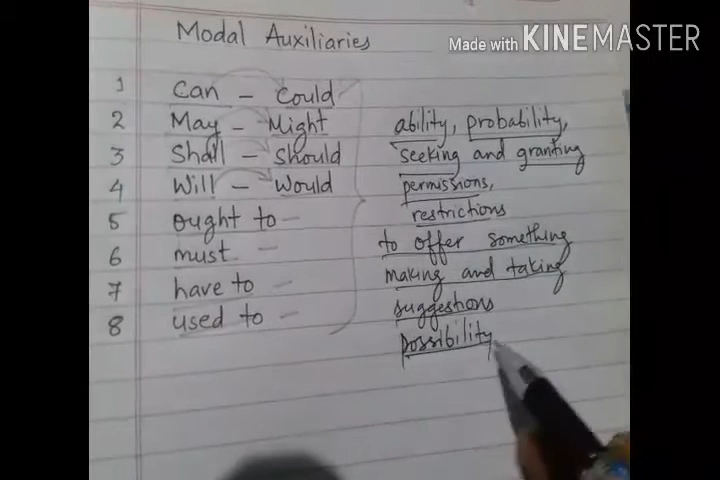 Modal Auxiliaries
Made with KINEMASTER
1 Can - Could
2 May - Might
3 Shall - Should
4 Will - Would
5 ought to -
6 must -
7 have to -
8 used to -
ability, probability,
seeking and granting
permissions,
restrictions
to offer something
making and taking
suggestions
possibility